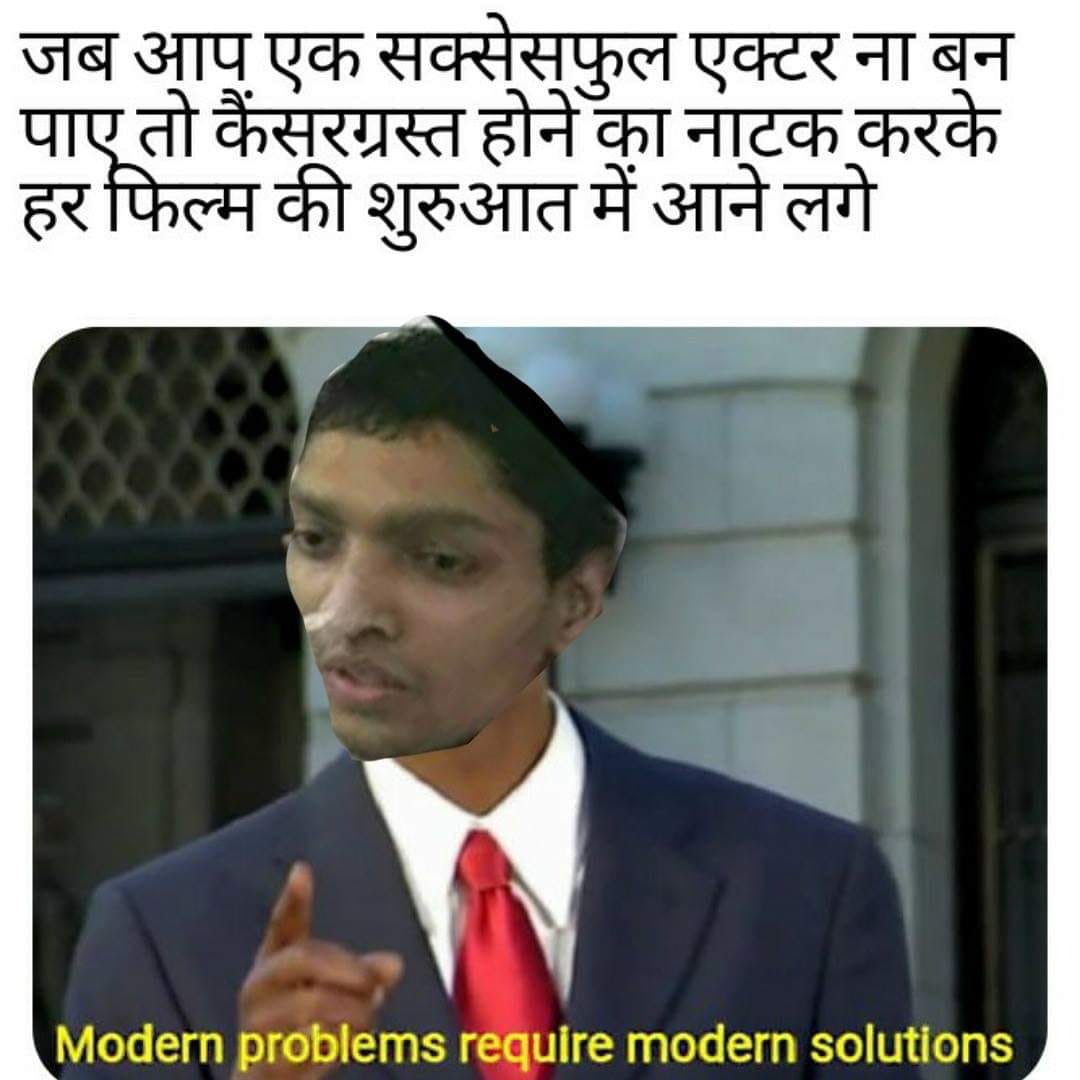 जब आप एक सक्सेसफुल एक्टर ना बन
पाए तो कैंसरग्रस्त होने का नाटक करके
हर फिल्म की शुरुआत में आने लगे
Modern problems require modern solutions